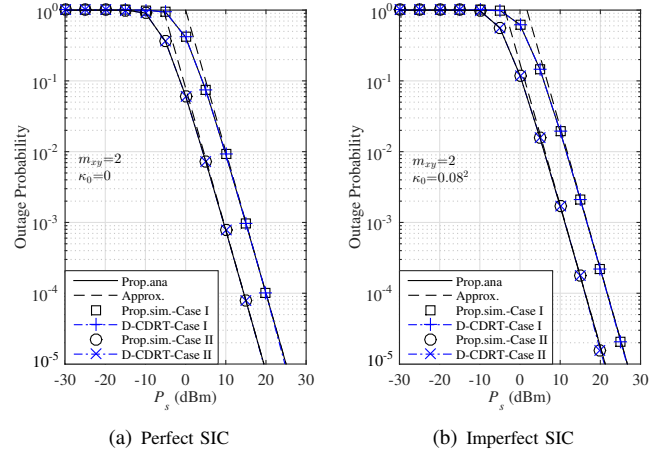 10^0
10^-1
10^-2
10^-3
10^-4
10^-5
Outage Probability
m_{xy}=2
κ_0=0
Prop.ana
Approx.
Prop.sim.-Case I
D-CDRT-Case I
Prop.sim.-Case II
D-CDRT-Case II
-30 -20 -10 0 10 20 30
P_s (dBm)
(a) Perfect SIC
10^0
10^-1
10^-2
10^-3
10^-4
10^-5
Outage Probability
m_{xy}=2
κ_0=0.08^2
Prop.ana
Approx.
Prop.sim.-Case I
D-CDRT-Case I
Prop.sim.-Case II
D-CDRT-Case II
-30 -20 -10 0 10 20 30
P_s (dBm)
(b) Imperfect SIC